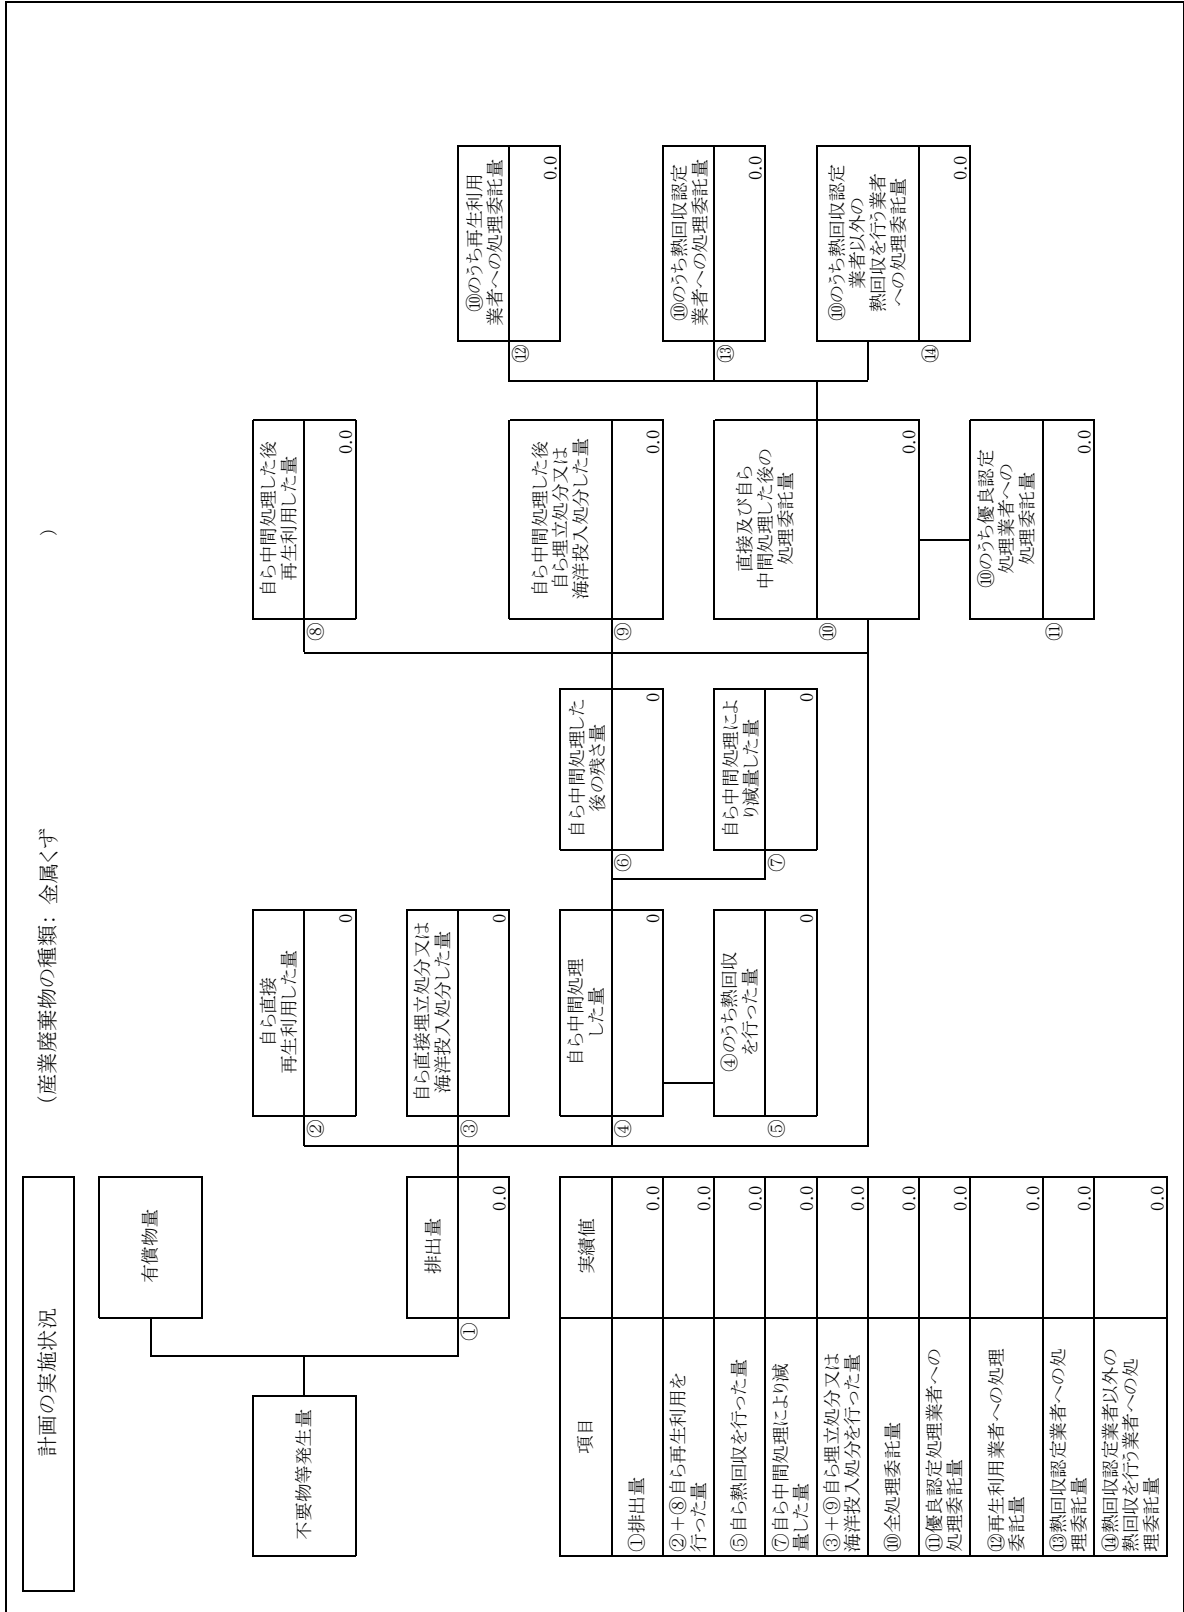 計画の実施状況
(産業廃棄物の種類: 金属くず )
不要物等発生量
有償物量
①
排出量
0.0
②
自ら直接
再生利用した量
0
③
自ら直接埋立処分又は
海洋投入処分した量
0
④
自ら中間処理
した量
0
⑤
④のうち熱回収
を行った量
0
⑥
自ら中間処理した
後の残さ量
0
⑦
自ら中間処理によ
り減量した量
0
⑧
自ら中間処理した後
再生利用した量
0.0
⑨
自ら中間処理した後
自ら埋立処分又は
海洋投入処分した量
0.0
⑩
直接及び自ら
中間処理した後の
処理委託量
0.0
⑪
⑩のうち優良認定
処理業者への
処理委託量
0.0
⑫
⑩のうち再生利用
業者への処理委託量
0.0
⑬
⑩のうち熱回収認定
業者への処理委託量
0.0
⑭
⑩のうち熱回収認定
業者以外の
熱回収を行う業者
への処理委託量
0.0
項目 実績値
①排出量 0.0
②+⑧自ら再生利用を
行った量 0.0
⑤自ら熱回収を行った量 0.0
⑦自ら中間処理により減
量した量 0.0
③+⑨自ら埋立処分又は
海洋投入処分を行った量 0.0
⑩全処理委託量 0.0
⑪優良認定処理業者への
処理委託量 0.0
⑫再生利用業者への処理
委託量 0.0
⑬熱回収認定業者への処
理委託量 0.0
⑭熱回収認定業者以外の
熱回収を行う業者への処
理委託量 0.0